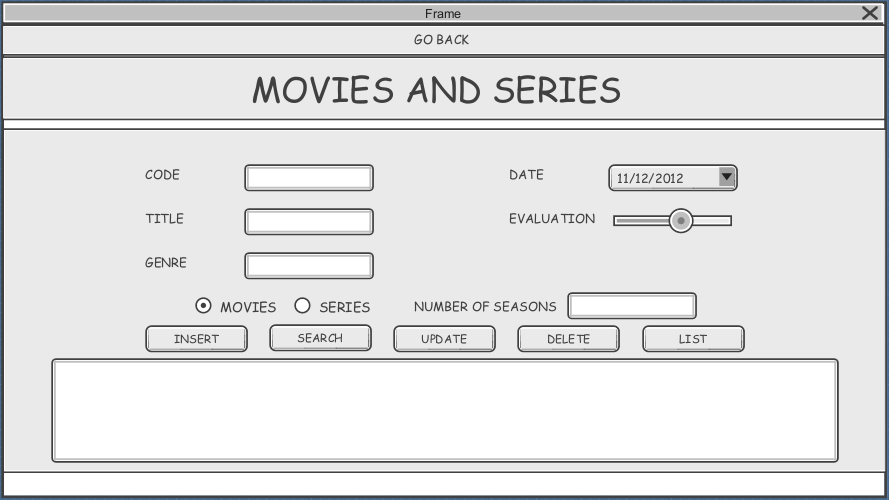 Frame
GO BACK
MOVIES AND SERIES
CODE
DATE
11/12/2012
TITLE
EVALUATION
GENRE
MOVIES
SERIES
NUMBER OF SEASONS
INSERT
SEARCH
UPDATE
DELETE
LIST